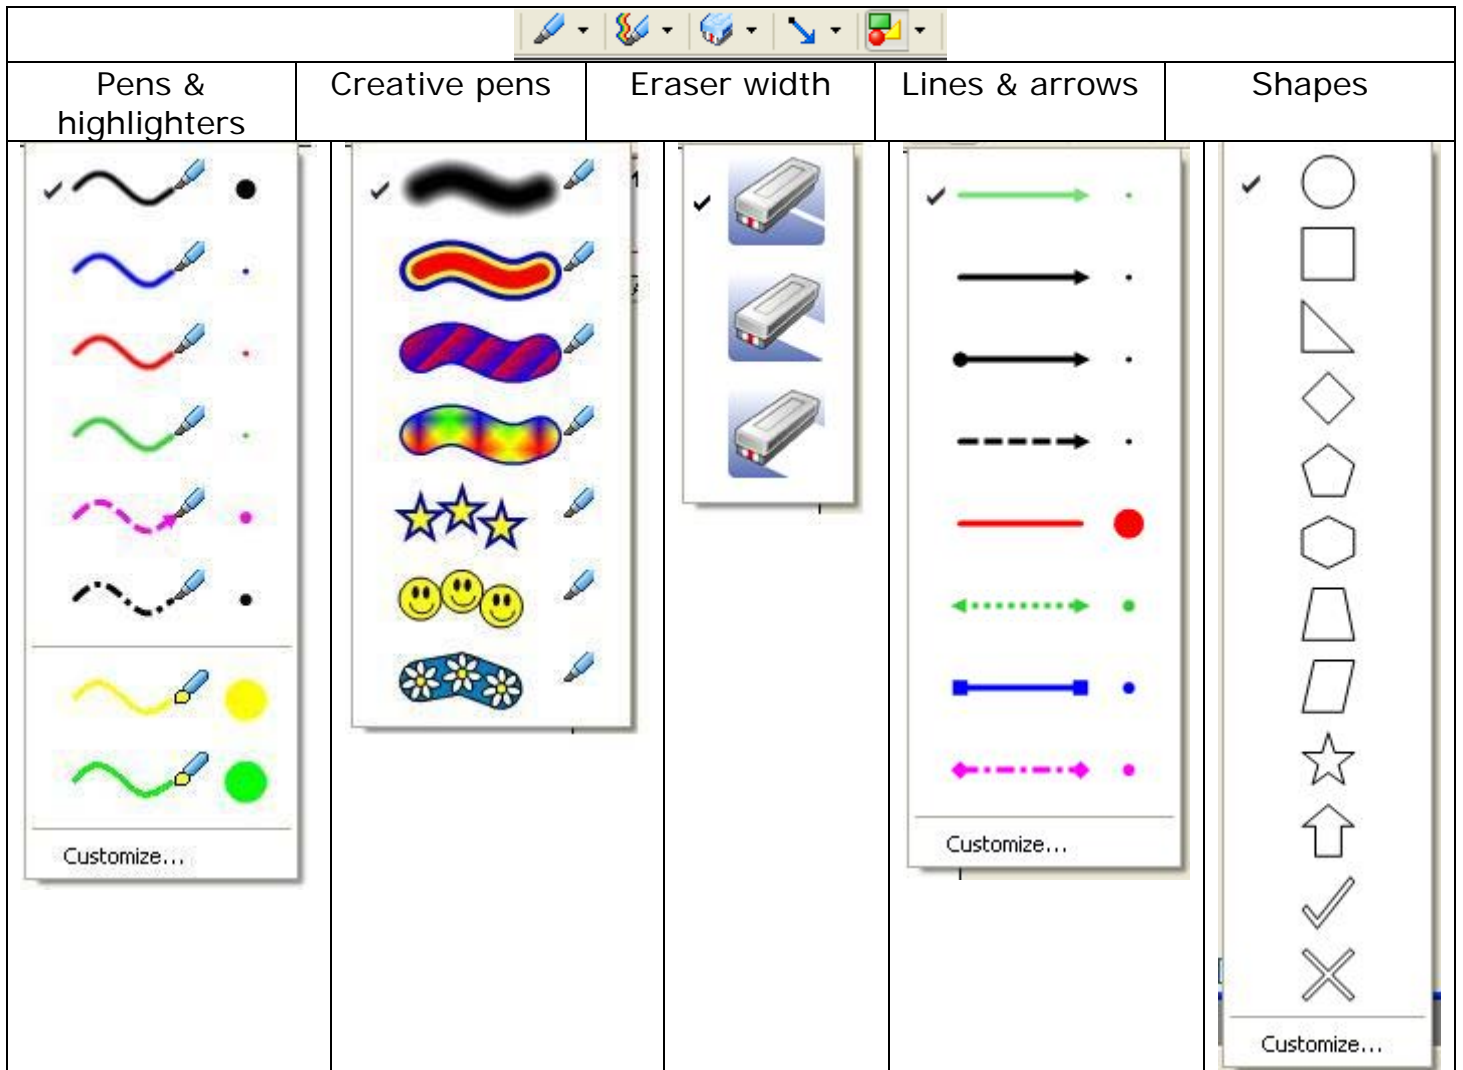 Pens &
highlighters
Creative pens
Eraser width
Lines & arrows
Shapes
Customize...
Customize...
Customize...